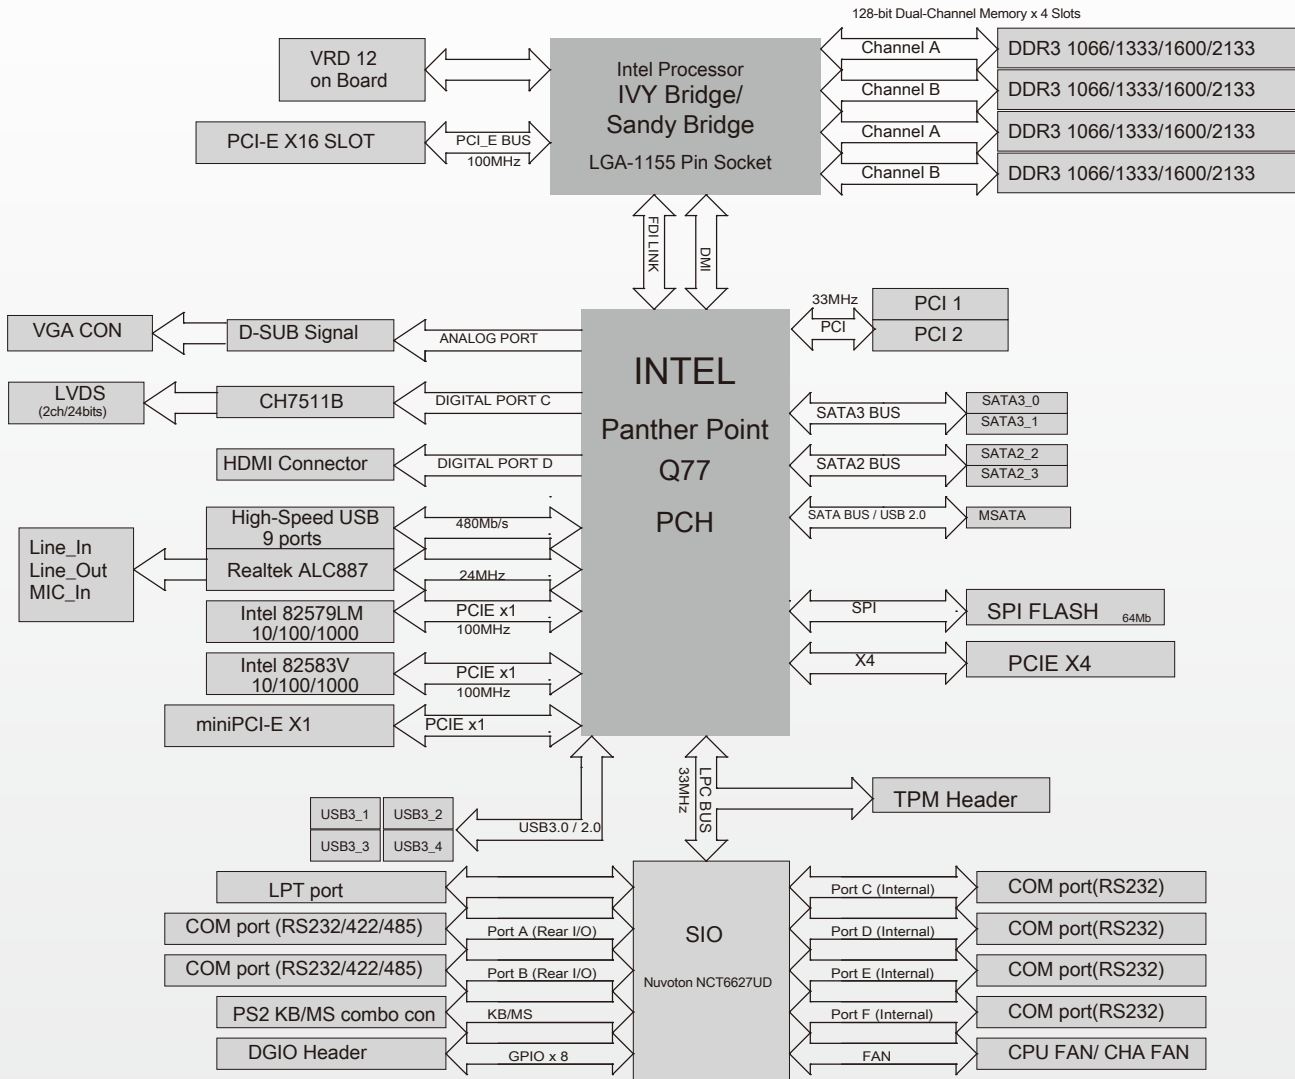 128-bit Dual-Channel Memory x 4 Slots
VRD 12
on Board
Intel Processor
IVY Bridge/
Sandy Bridge
LGA-1155 Pin Socket
Channel A
DDR3 1066/1333/1600/2133
Channel B
DDR3 1066/1333/1600/2133
Channel A
DDR3 1066/1333/1600/2133
Channel B
DDR3 1066/1333/1600/2133
PCI-E X16 SLOT
PCI_E BUS
100MHz
FDI LINK
DMI
33MHz
PCI
PCI 1
PCI 2
VGA CON
D-SUB Signal
ANALOG PORT
INTEL
Panther Point
Q77
PCH
LVDS
(2ch/24bits)
CH7511B
DIGITAL PORT C
SATA3 BUS
SATA3_0
SATA3_1
HDMI Connector
DIGITAL PORT D
SATA2 BUS
SATA2_2
SATA2_3
High-Speed USB
9 ports
480Mb/s
SATA BUS / USB 2.0
MSATA
Line_In
Line_Out
MIC_In
Realtek ALC887
24MHz
Intel 82579LM
10/100/1000
PCIE x1
100MHz
SPI
SPI FLASH 64Mb
Intel 82583V
10/100/1000
PCIE x1
100MHz
X4
PCIE X4
miniPCI-E X1
PCIE x1
USB3_1
USB3_2
USB3_3
USB3_4
USB3.0 / 2.0
LPC BUS
33MHz
TPM Header
LPT port
COM port (RS232/422/485)
Port A (Rear I/O)
COM port (RS232/422/485)
Port B (Rear I/O)
PS2 KB/MS combo con
KB/MS
DGIO Header
GPIO x 8
SIO
Nuvoton NCT6627UD
Port C (Internal)
COM port(RS232)
Port D (Internal)
COM port(RS232)
Port E (Internal)
COM port(RS232)
Port F (Internal)
COM port(RS232)
FAN
CPU FAN/ CHA FAN